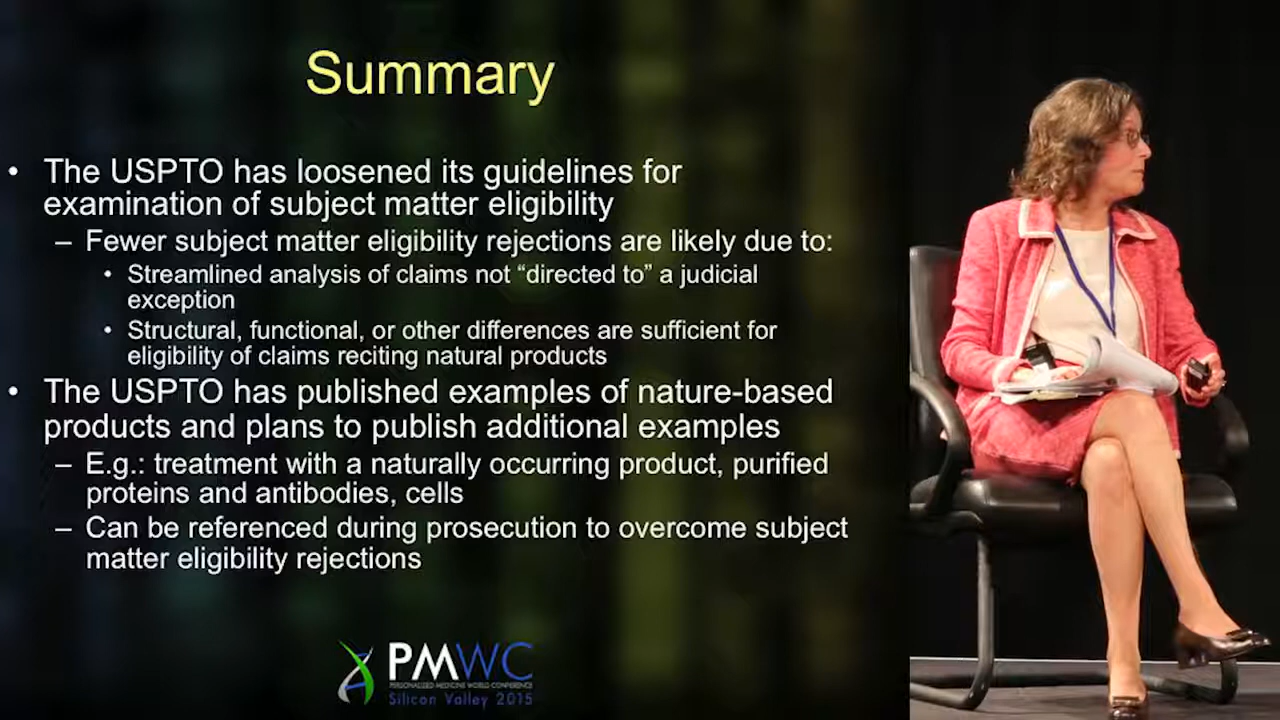 Summary
• The USPTO has loosened its guidelines for
examination of subject matter eligibility
– Fewer subject matter eligibility rejections are likely due to:
• Streamlined analysis of claims not “directed to” a judicial
exception
• Structural, functional, or other differences are sufficient for
eligibility of claims reciting natural products
• The USPTO has published examples of nature-based
products and plans to publish additional examples
– E.g.: treatment with a naturally occurring product, purified
proteins and antibodies, cells
– Can be referenced during prosecution to overcome subject
matter eligibility rejections
PMWC
PERSONALIZED MEDICINE WORLD CONFERENCE
Silicon Valley 2015